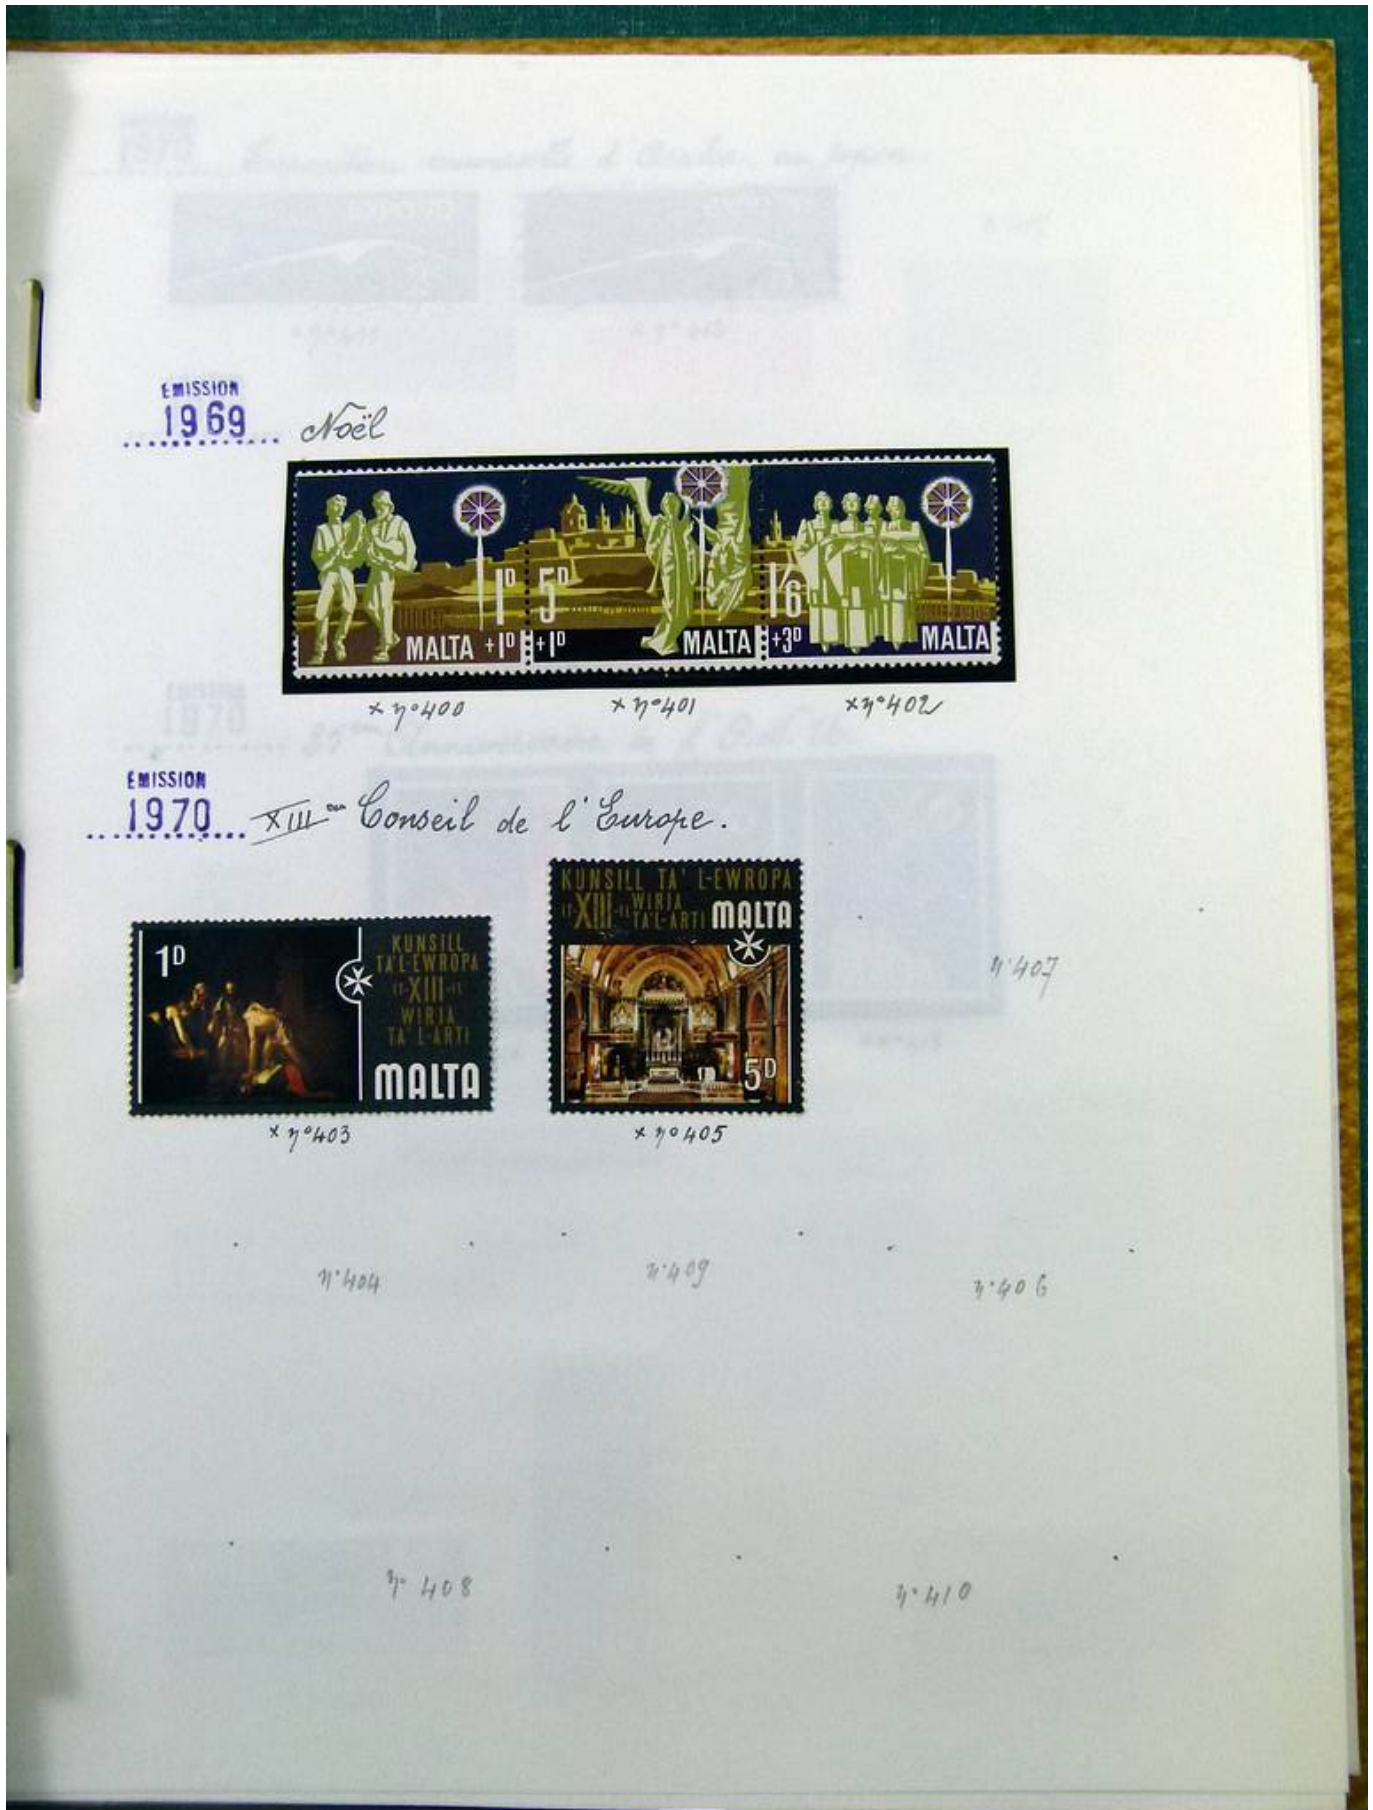 EMISSION
1969 Noël
1D 5D 1/6
MALTA +1D +1D MALTA +3D MALTA
x n°400 x n°401 x n°402
EMISSION
1970 XIII Conseil de l'Europe.
KUNSILL TA' L-EWROPA
IT-XIII-IL WIRJA TA'L-ARTI MALTA
5D
1D
KUNSILL
TA'L-EWROPA
IT-XIII-IL
WIRJA
TA' L-ARTI
MALTA
n°407
x n°403 x n°405
n°404 n°409 n°406
n° 408 n°410